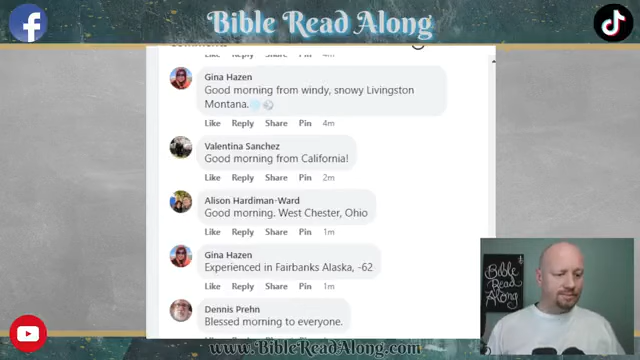 Bible Read Along
Comments
Like Reply Share Pin 4m
Gina Hazen
Good morning from windy, snowy Livingston
Montana.
Like Reply Share Pin 4m
Valentina Sanchez
Good morning from California!
Like Reply Share Pin 2m
Alison Hardiman-Ward
Good morning. West Chester, Ohio
Like Reply Share Pin 1m
Gina Hazen
Experienced in Fairbanks Alaska, -62
Like Reply Share Pin 1m
Dennis Prehn
Blessed morning to everyone.
Bible
Read
Along
www.BibleReadAlong.com